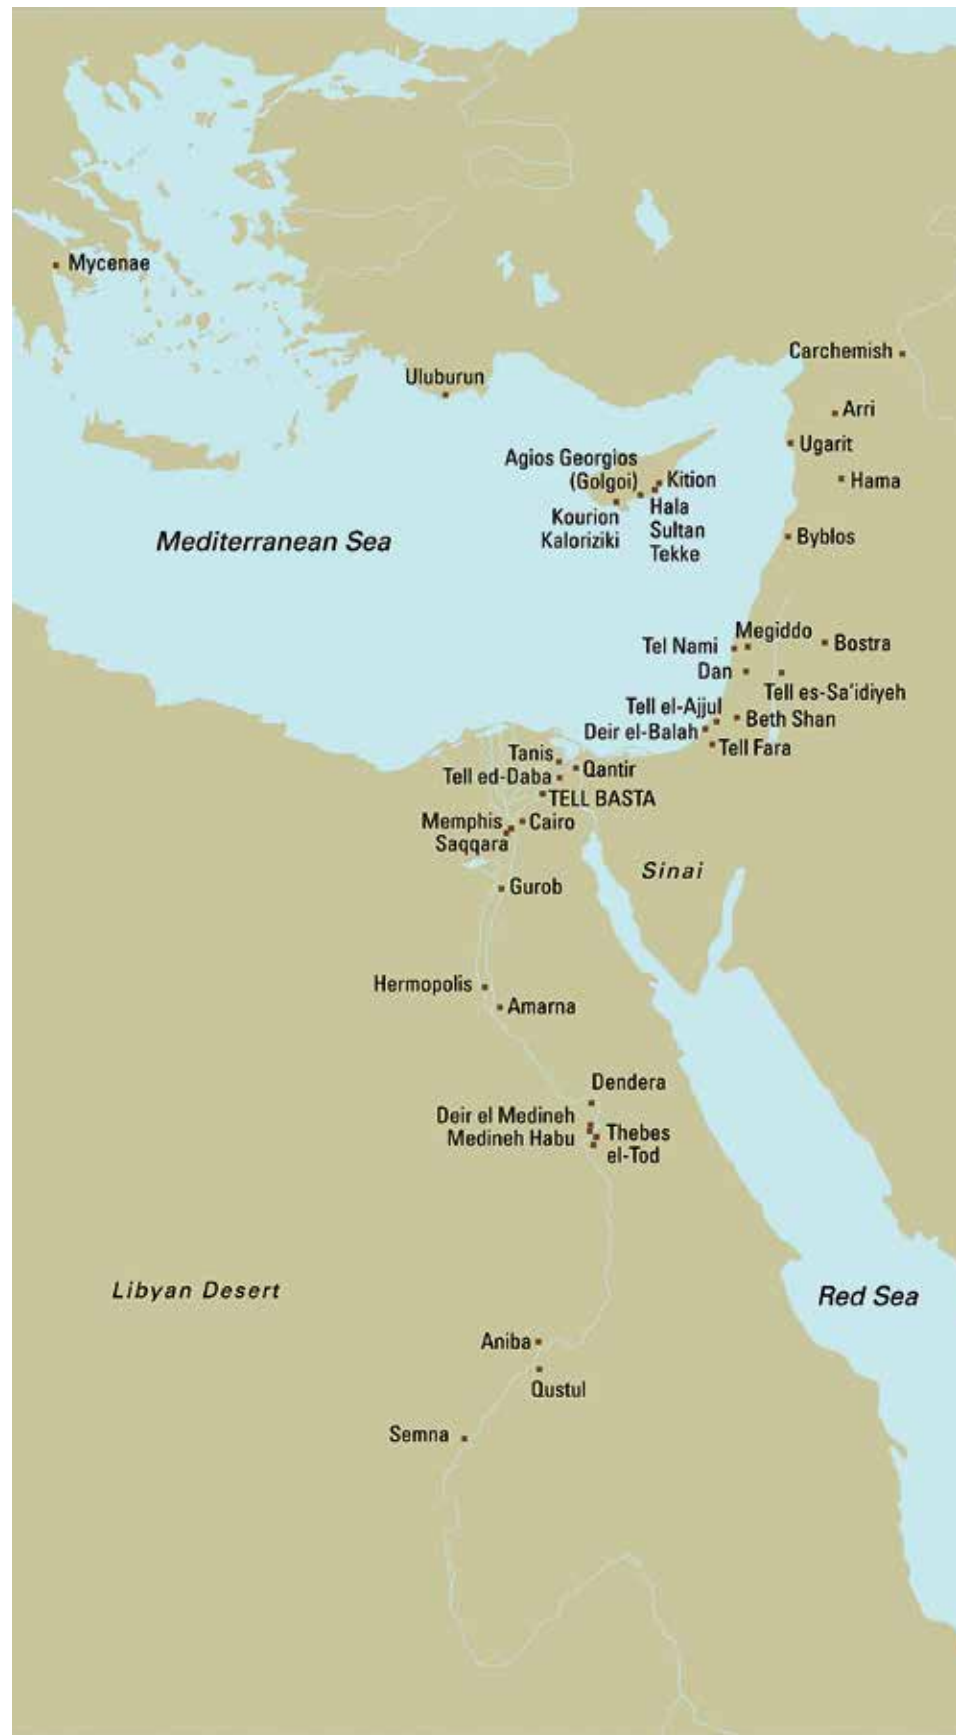 Mycenae
Carchemish
Uluburun
Arri
Ugarit
Agios Georgios
(Golgoi)
Kition
Hama
Hala
Sultan
Tekke
Kourion
Kaloriziki
Byblos
Mediterranean Sea
Megiddo
Tel Nami
Bostra
Dan
Tell es-Sa'idiyeh
Tell el-Ajjul
Beth Shan
Deir el-Balah
Tell Fara
Tanis
Qantir
Tell ed-Daba
TELL BASTA
Memphis
Cairo
Saqqara
Sinai
Gurob
Hermopolis
Amarna
Dendera
Deir el Medineh
Medineh Habu
Thebes
el-Tod
Libyan Desert
Red Sea
Aniba
Qustul
Semna